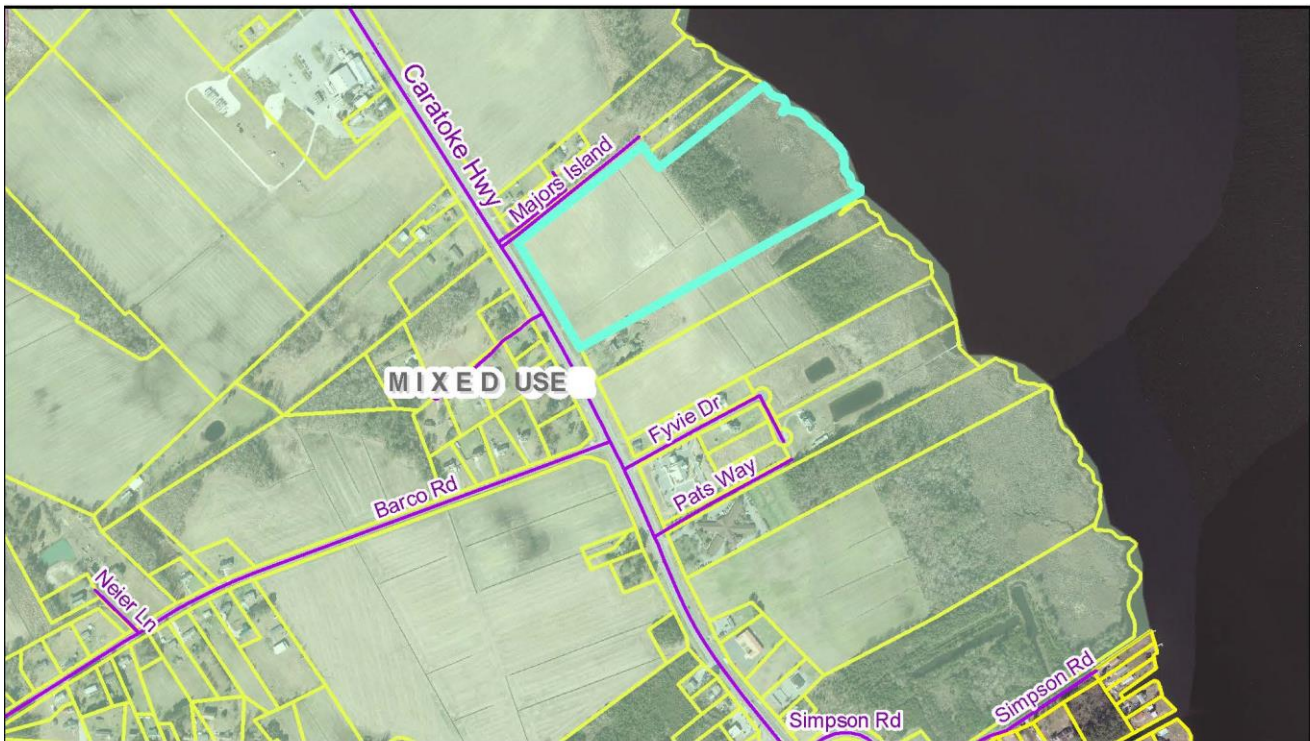 Caratoke Hwy
Majors Island
MIXED USE
Fyvie Dr
Pats Way
Barco Rd
Neier Ln
Simpson Rd
Simpson Rd